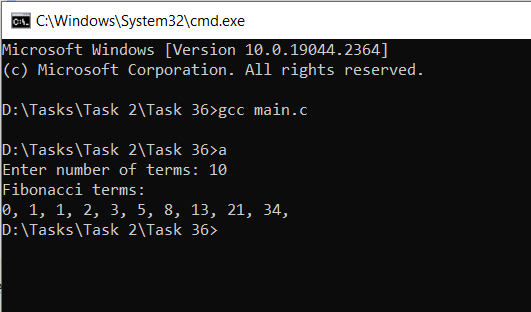 C:\Windows\System32\cmd.exe
Microsoft Windows [Version 10.0.19044.2364]
(c) Microsoft Corporation. All rights reserved.
D:\Tasks\Task 2\Task 36>gcc main.c
D:\Tasks\Task 2\Task 36>a
Enter number of terms: 10
Fibonacci terms:
0, 1, 1, 2, 3, 5, 8, 13, 21, 34,
D:\Tasks\Task 2\Task 36>